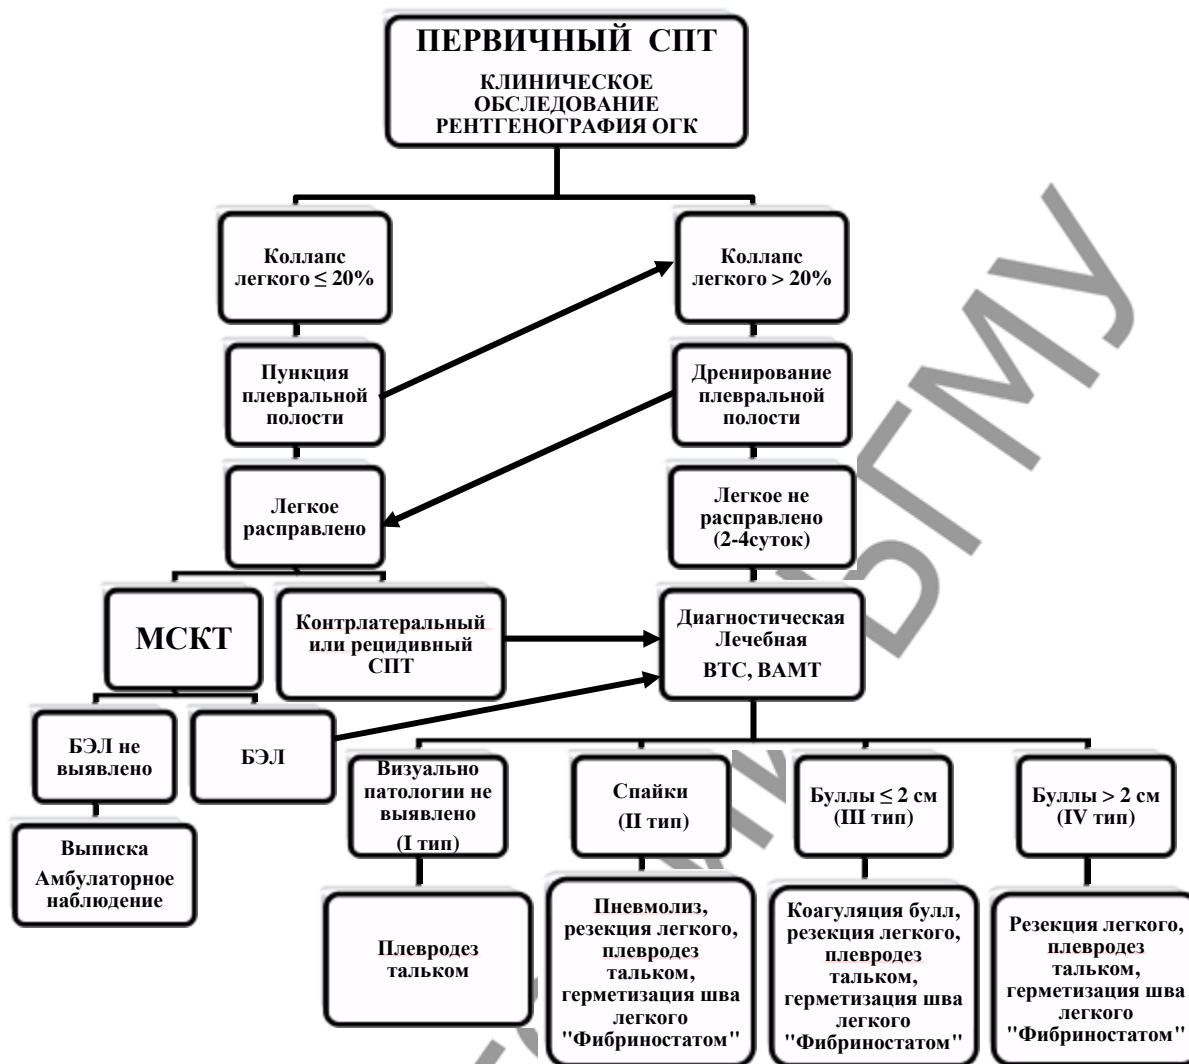 ПЕРВИЧНЫЙ СПТ
КЛИНИЧЕСКОЕ
ОБСЛЕДОВАНИЕ
РЕНТГЕНОГРАФИЯ ОГК
Коллапс
легкого ≤ 20%
Коллапс
легкого > 20%
Пункция
плевральной
полости
Дренирование
плевральной
полости
Легкое
расправлено
Легкое не
расправлено
(2-4суток)
МСКТ
Контрлатеральный
или рецидивный
СПТ
Диагностическая
Лечебная
ВТС, ВАМТ
БЭЛ не
выявлено
БЭЛ
Визуально
патологии не
выявлено
(I тип)
Спайки
(II тип)
Буллы ≤ 2 см
(III тип)
Буллы > 2 см
(IV тип)
Выписка
Амбулаторное
наблюдение
Плевродез
тальком
Пневмолиз,
резекция легкого,
плевродез
тальком,
герметизация шва
легкого
"Фибриностатом"
Коагуляция булл,
резекция легкого,
плевродез
тальком,
герметизация шва
легкого
"Фибриностатом"
Резекция легкого,
плевродез
тальком,
герметизация шва
легкого
"Фибриностатом"
БГМУ